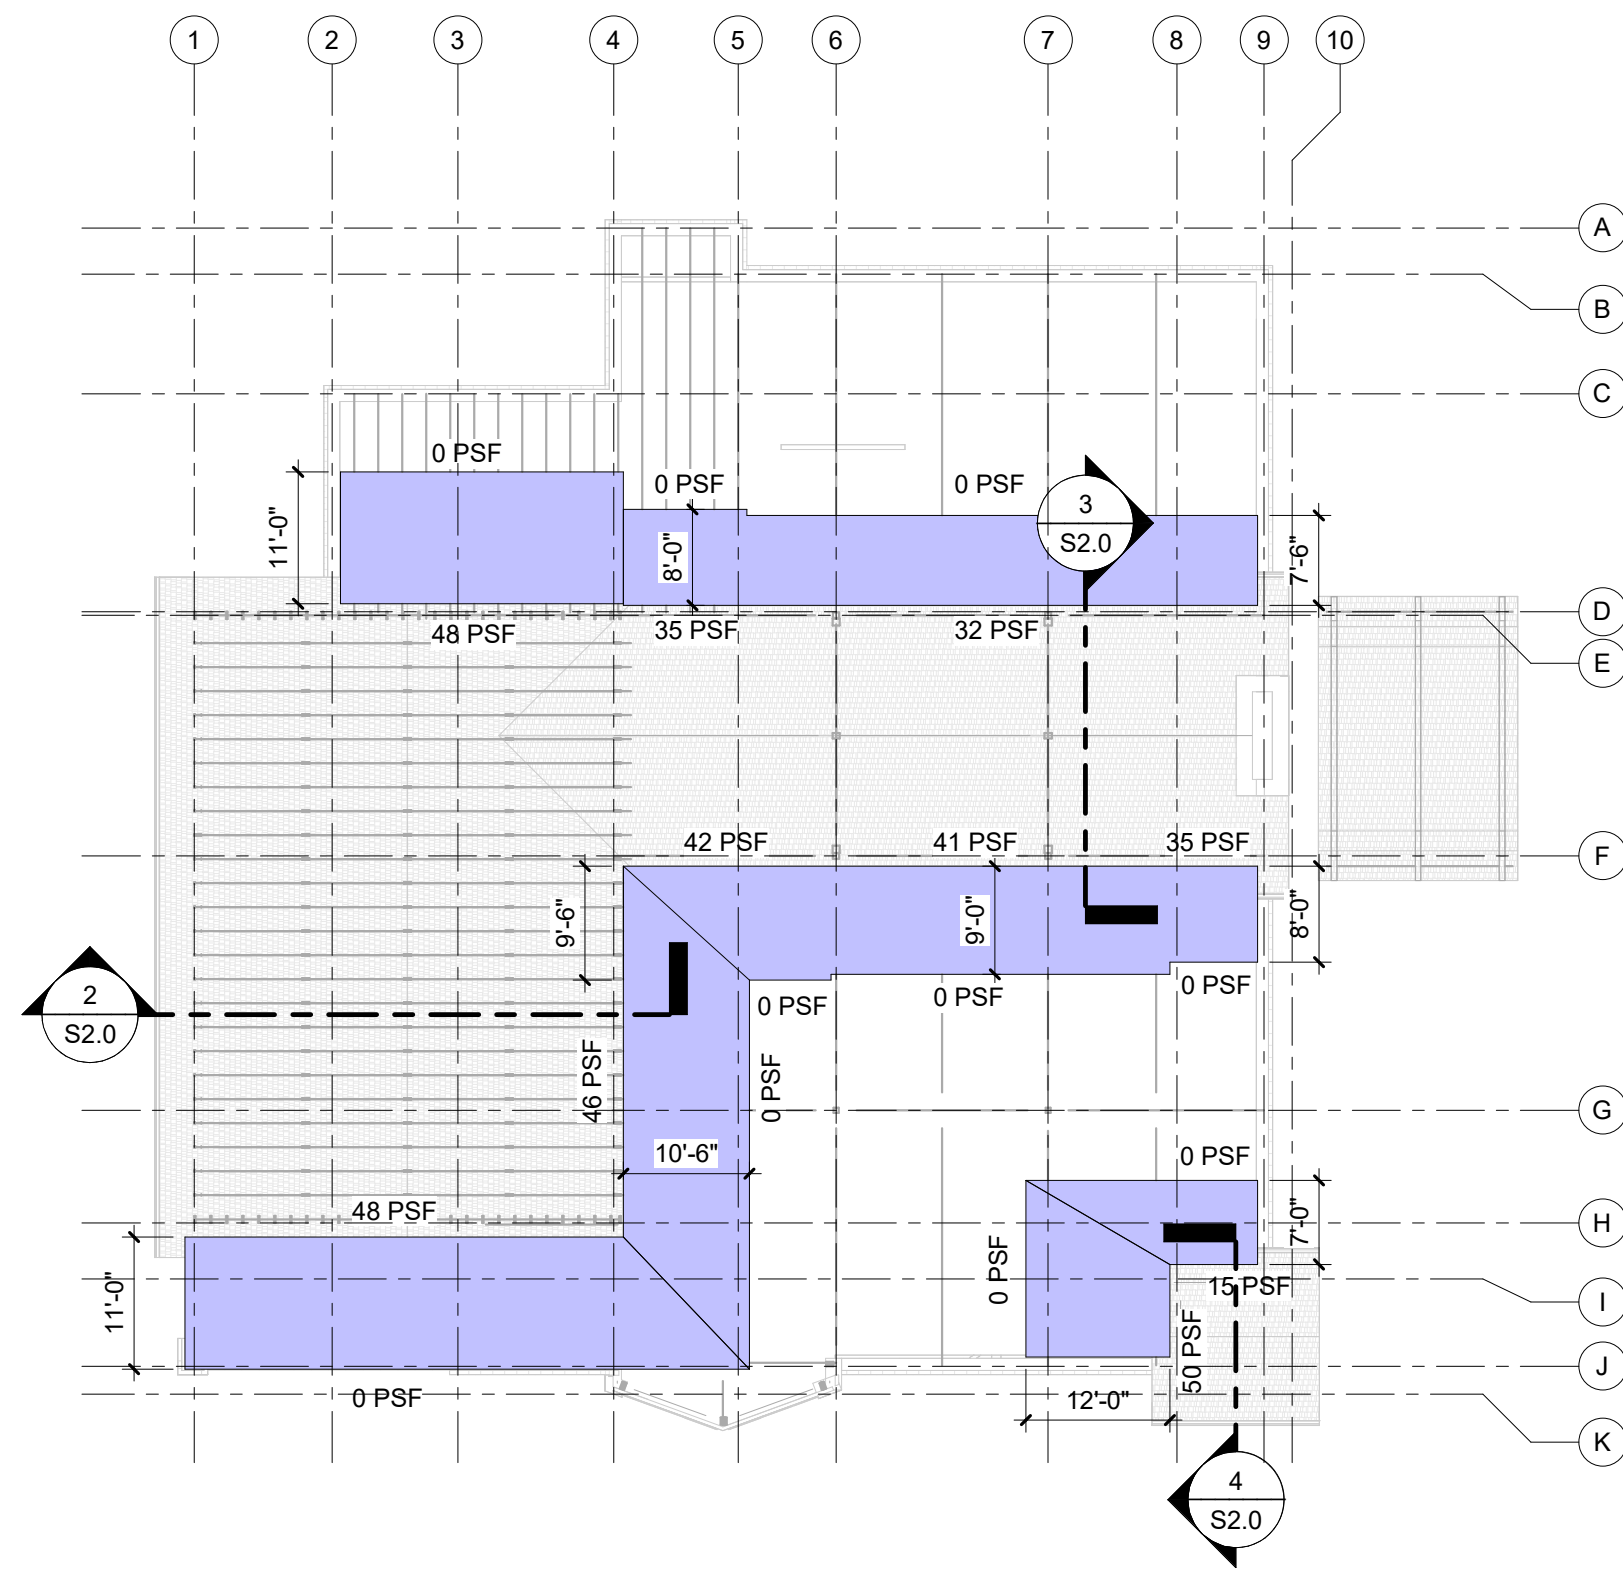 1 2 3 4 5 6 7 8 9 10
A
B
C
0 PSF
0 PSF 0 PSF
3
S2.0
11'-0"
8'-0"
7'-6"
D
48 PSF 35 PSF 32 PSF
E
42 PSF 41 PSF 35 PSF
F
9'-6"
9'-0"
8'-0"
0 PSF
0 PSF 0 PSF
2
S2.0
46 PSF
0 PSF
G
10'-6"
0 PSF
48 PSF
H
7'-0"
11'-0"
0 PSF
15 PSF
I
50 PSF
J
0 PSF
12'-0"
K
4
S2.0